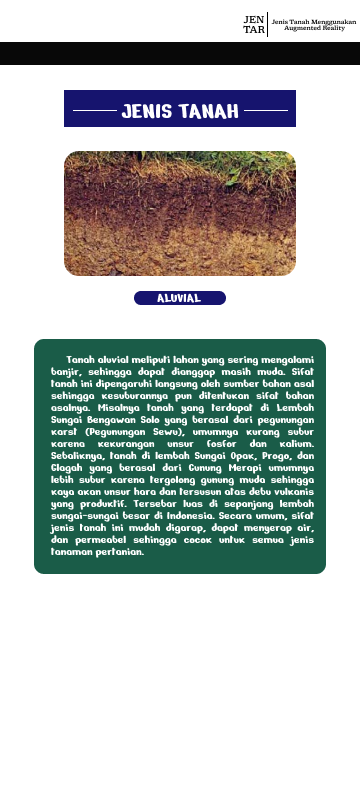 JEN
TAR
Jenis Tanah Menggunakan
Augmented Reality
JENIS TANAH
ALUVIAL
Tanah aluvial meliputi lahan yang sering mengalami
banjir, sehingga dapat dianggap masih muda. Sifat
tanah ini dipengaruhi langsung oleh sumber bahan asal
sehingga kesuburannya pun ditentukan sifat bahan
asalnya. Misalnya tanah yang terdapat di Lembah
Sungai Bengawan Solo yang berasal dari pegunungan
karst (Pegunungan Sewu), umumnya kurang subur
karena kekurangan unsur fosfor dan kalium.
Sebaliknya, tanah di lembah Sungai Opak, Progo, dan
Glagah yang berasal dari Gunung Merapi umumnya
lebih subur karena tergolong gunung muda sehingga
kaya akan unsur hara dan tersusun atas debu vulkanis
yang produktif. Tersebar luas di sepanjang lembah
sungai-sungai besar di Indonesia. Secara umum, sifat
jenis tanah ini mudah digarap, dapat menyerap air,
dan permeabel sehingga cocok untuk semua jenis
tanaman pertanian.